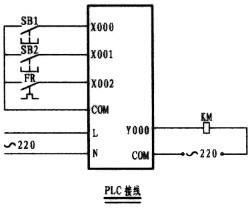 SB1
X000
SB2
X001
FR
X002
COM
L
Y000
KM
~220
N
COM
~220
PLC 接线